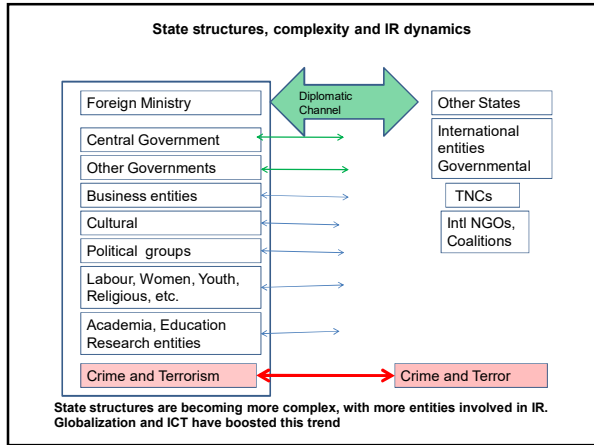 State structures, complexity and IR dynamics
Foreign Ministry
Diplomatic
Channel
Other States
Central Government
International
entities
Governmental
Other Governments
Business entities
TNCs
Cultural
Intl NGOs,
Coalitions
Political groups
Labour, Women, Youth,
Religious, etc.
Academia, Education
Research entities
Crime and Terrorism
Crime and Terror
State structures are becoming more complex, with more entities involved in IR.
Globalization and ICT have boosted this trend